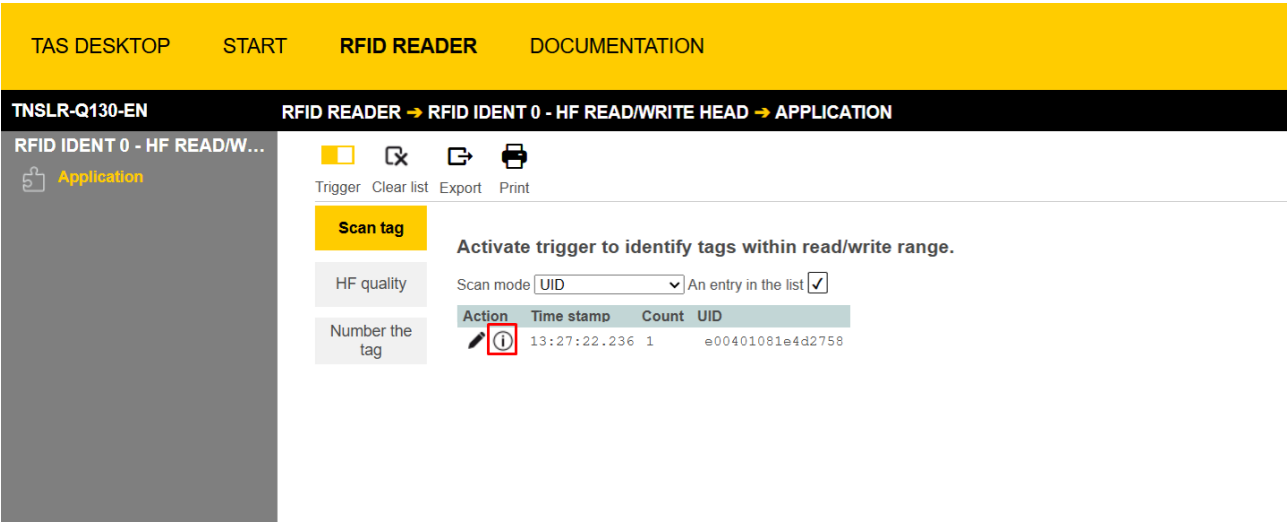 TAS DESKTOP START RFID READER DOCUMENTATION
TNSLR-Q130-EN RFID READER ➔ RFID IDENT 0 - HF READ/WRITE HEAD ➔ APPLICATION
RFID IDENT 0 - HF READ/W...
Application
Trigger Clear list Export Print
Scan tag
Activate trigger to identify tags within read/write range.
HF quality
Scan mode UID An entry in the list ✓
Number the
tag
Action Time stamp Count UID
13:27:22.236 1 e00401081e4d2758